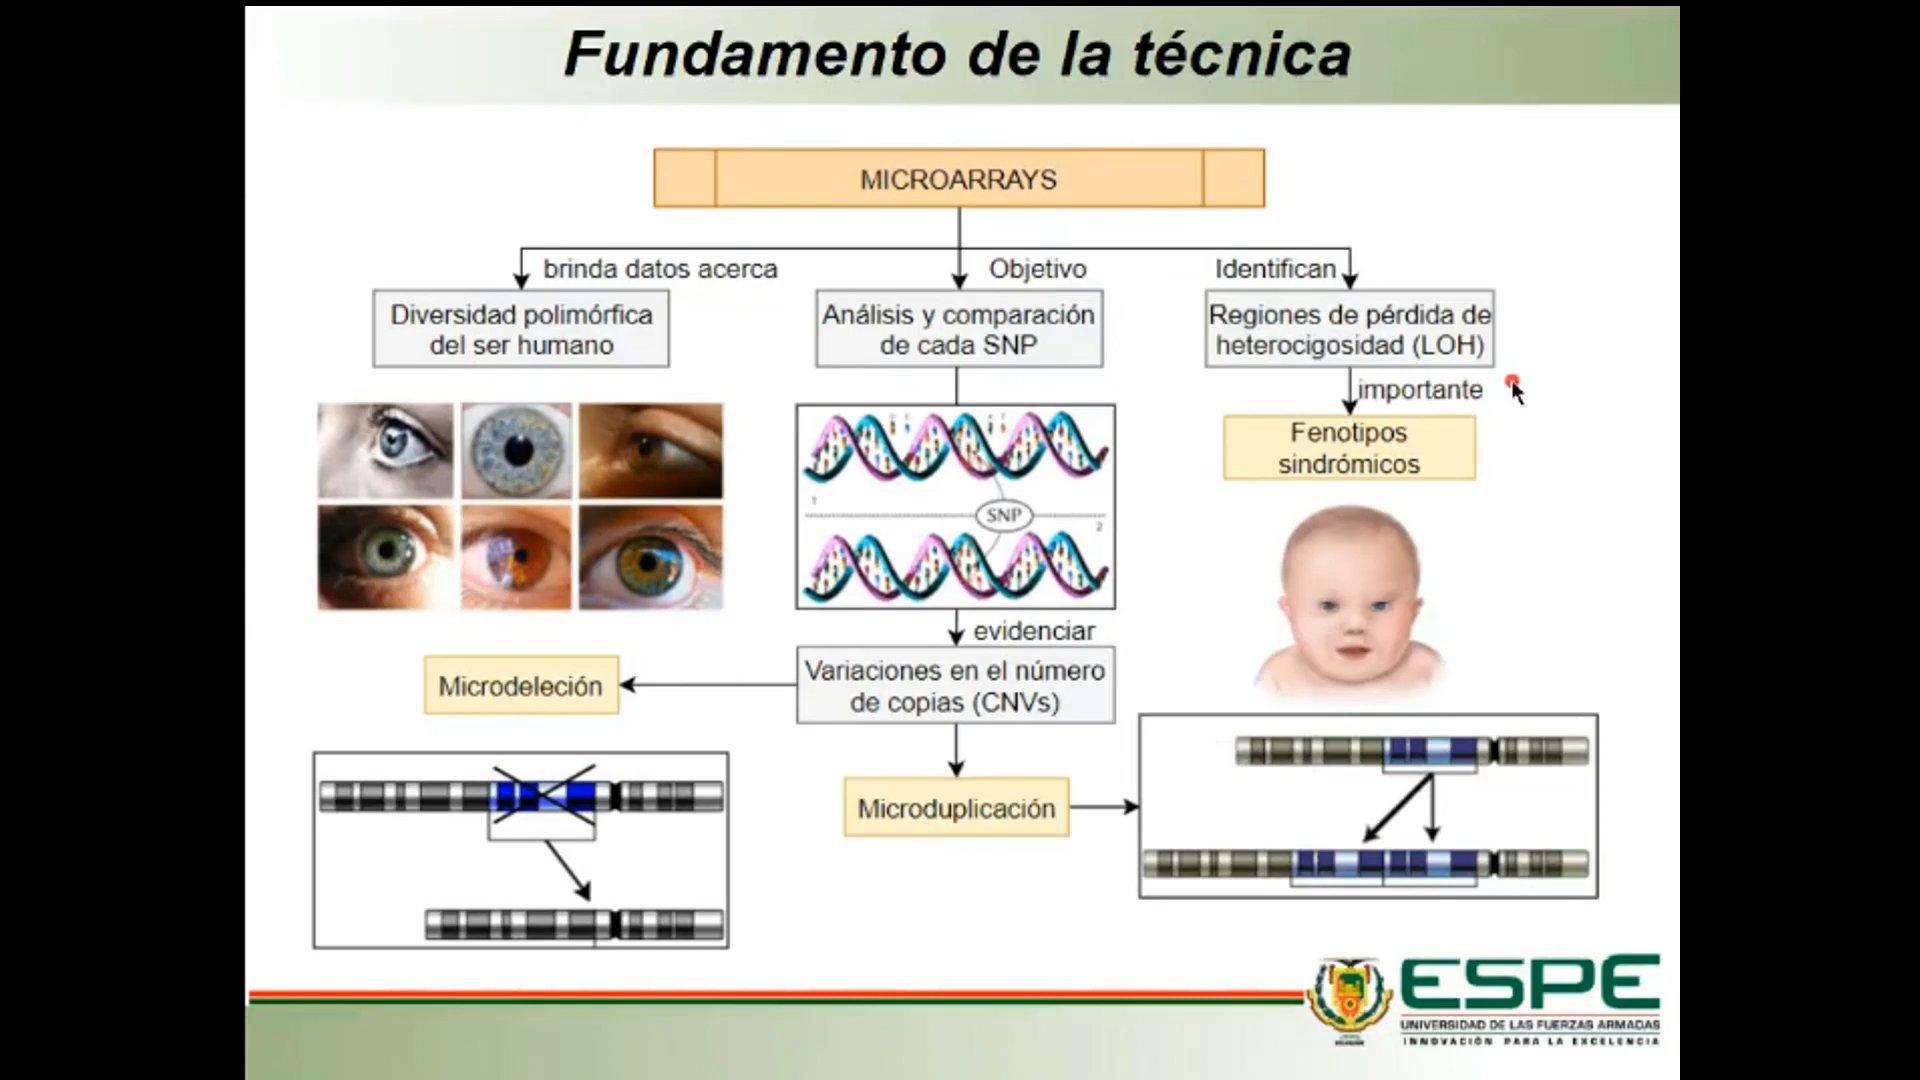 Fundamento de la técnica
MICROARRAYS
brinda datos acerca
Objetivo
Identifican
Diversidad polimórfica
del ser humano
Análisis y comparación
de cada SNP
Regiones de pérdida de
heterocigosidad (LOH)
importante
Fenotipos
sindrómicos
1
SNP
2
evidenciar
Variaciones en el número
de copias (CNVs)
Microdeleción
Microduplicación
ESPE
UNIVERSIDAD DE LAS FUERZAS ARMADAS
INNOVACIÓN PARA LA EXCELENCIA